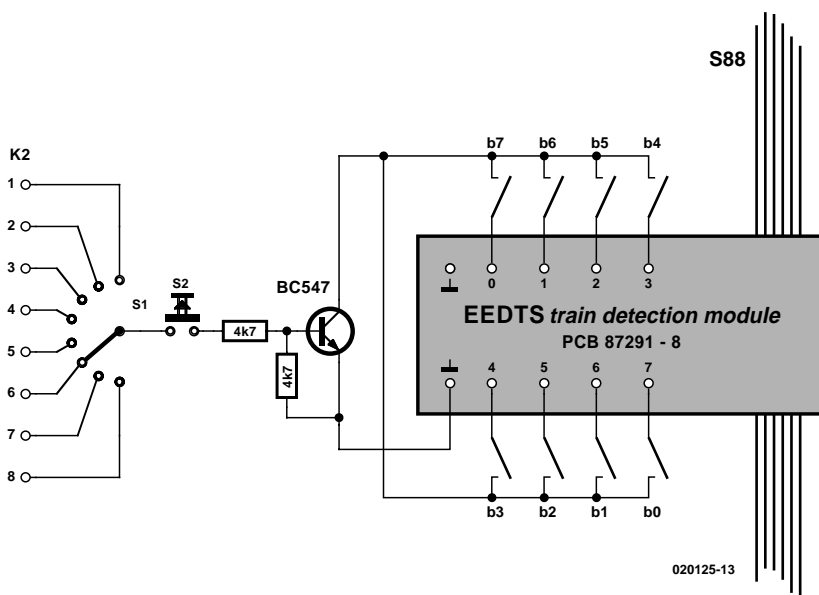 S88
K2
1
2
3
4
5
6
7
8
S1
S2
4k7
4k7
BC547
b7 b6 b5 b4
0 1 2 3
EEDTS train detection module
PCB 87291 - 8
4 5 6 7
b3 b2 b1 b0
020125-13